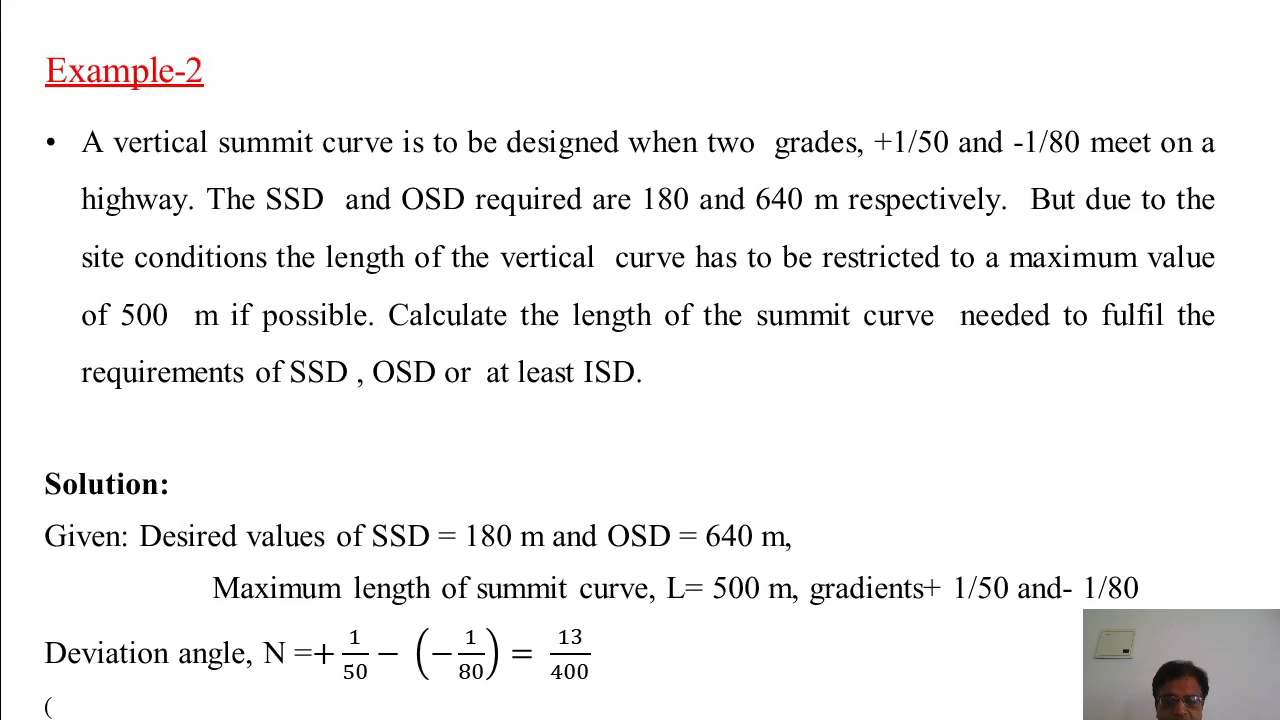 Example-2
• A vertical summit curve is to be designed when two grades, +1/50 and -1/80 meet on a
highway. The SSD and OSD required are 180 and 640 m respectively. But due to the
site conditions the length of the vertical curve has to be restricted to a maximum value
of 500 m if possible. Calculate the length of the summit curve needed to fulfil the
requirements of SSD , OSD or at least ISD.
Solution:
Given: Desired values of SSD = 180 m and OSD = 640 m,
Maximum length of summit curve, L= 500 m, gradients+ 1/50 and- 1/80
Deviation angle, N =+ 1/50 − (− 1/80) = 13/400
(